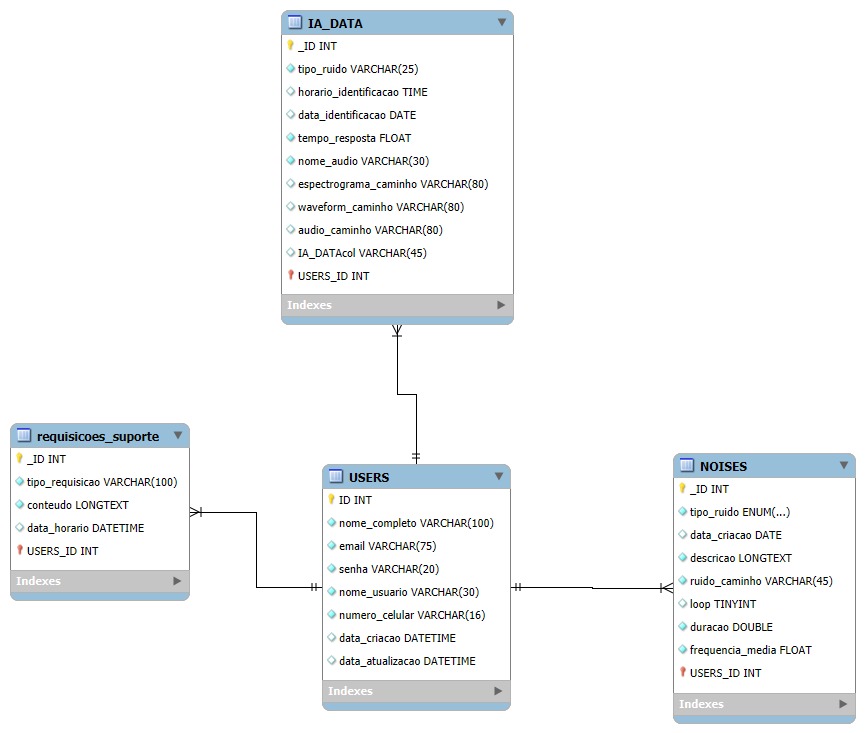 IA_DATA
_ID INT
tipo_ruido VARCHAR(25)
horario_identificacao TIME
data_identificacao DATE
tempo_resposta FLOAT
nome_audio VARCHAR(30)
espectrograma_caminho VARCHAR(80)
waveform_caminho VARCHAR(80)
audio_caminho VARCHAR(80)
IA_DATAcol VARCHAR(45)
USERS_ID INT
Indexes
requisicoes_suporte
_ID INT
tipo_requisicao VARCHAR(100)
conteudo LONGTEXT
data_horario DATETIME
USERS_ID INT
Indexes
USERS
ID INT
nome_completo VARCHAR(100)
email VARCHAR(75)
senha VARCHAR(20)
nome_usuario VARCHAR(30)
numero_celular VARCHAR(16)
data_criacao DATETIME
data_atualizacao DATETIME
Indexes
NOISES
_ID INT
tipo_ruido ENUM(...)
data_criacao DATE
descricao LONGTEXT
ruido_caminho VARCHAR(45)
loop TINYINT
duracao DOUBLE
frequencia_media FLOAT
USERS_ID INT
Indexes